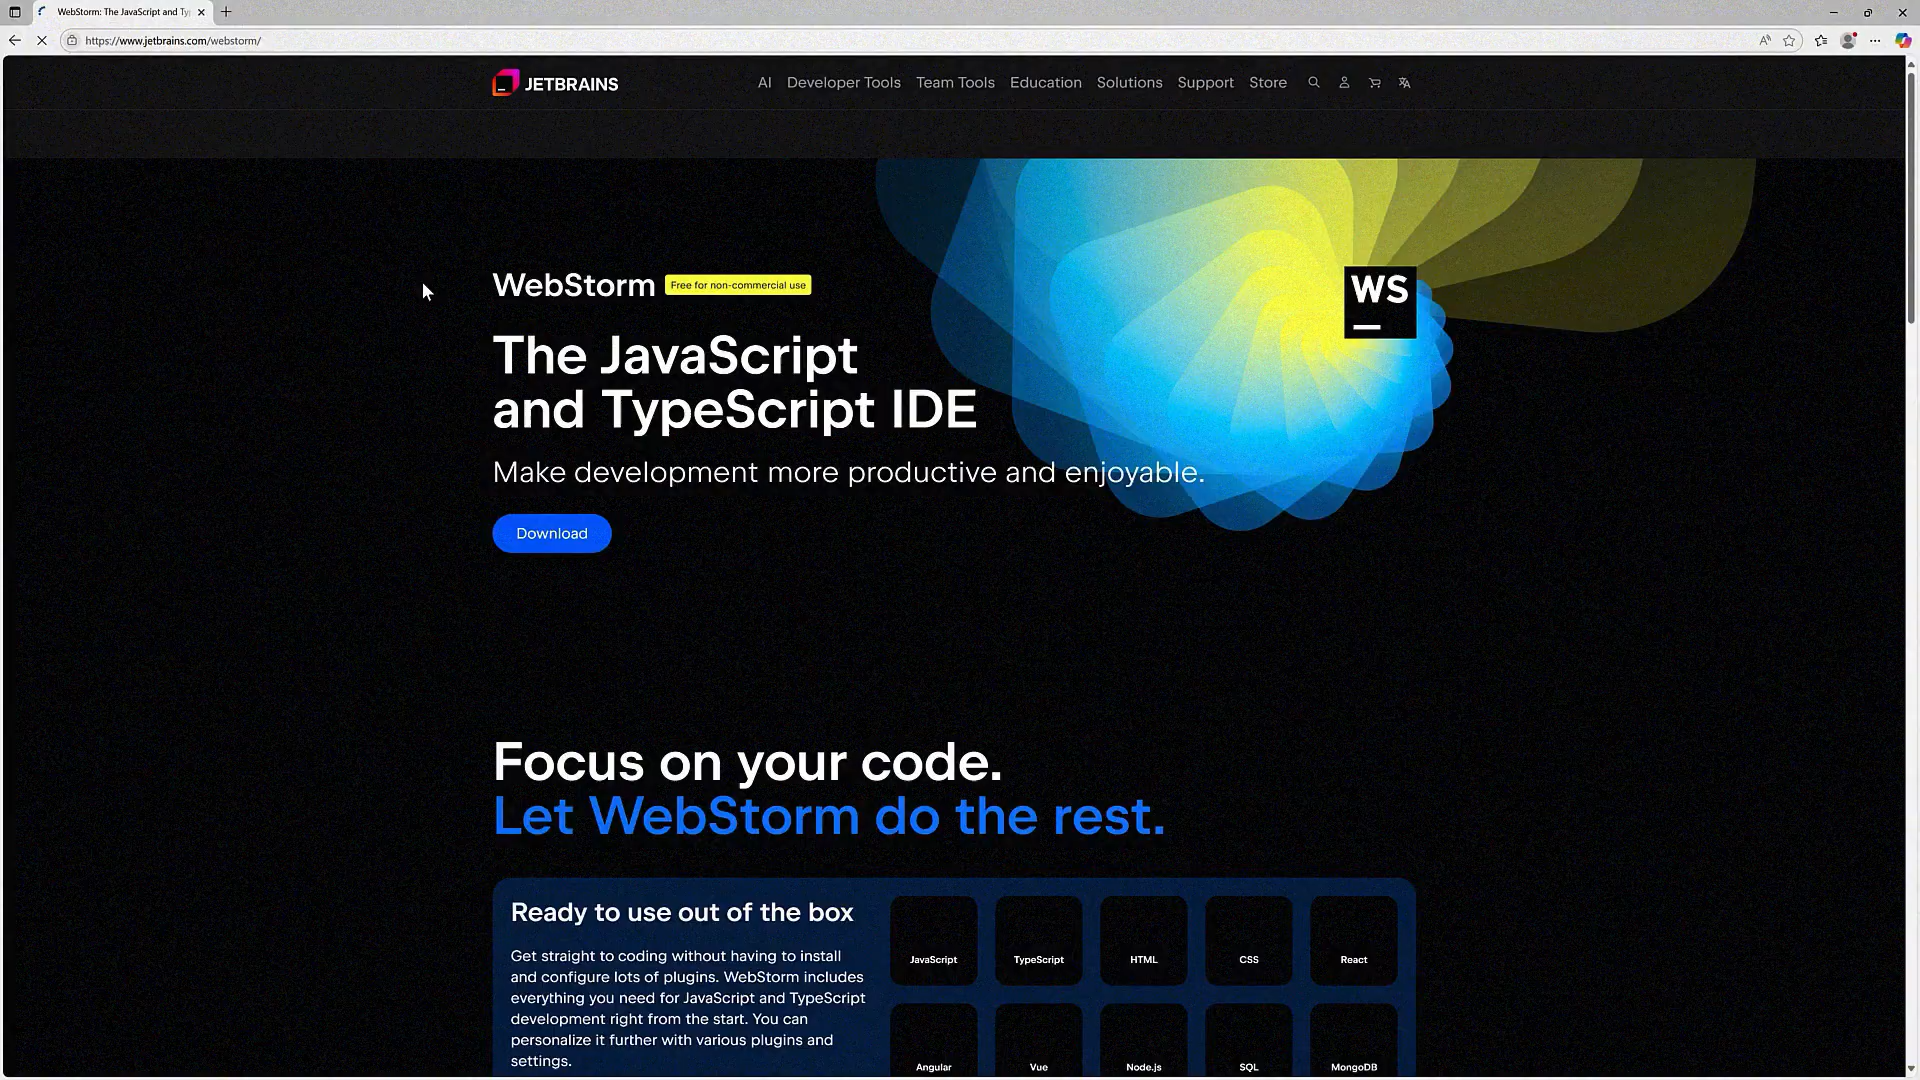 WebStorm: The JavaScript and Ty
https://www.jetbrains.com/webstorm/
JETBRAINS
AI Developer Tools Team Tools Education Solutions Support Store
WebStorm Free for non-commercial use
WS
The JavaScript
and TypeScript IDE
Make development more productive and enjoyable.
Download
Focus on your code.
Let WebStorm do the rest.
Ready to use out of the box
Get straight to coding without having to install
and configure lots of plugins. WebStorm includes
everything you need for JavaScript and TypeScript
development right from the start. You can
personalize it further with various plugins and
settings.
JavaScript TypeScript HTML CSS React
Angular Vue Node.js SQL MongoDB